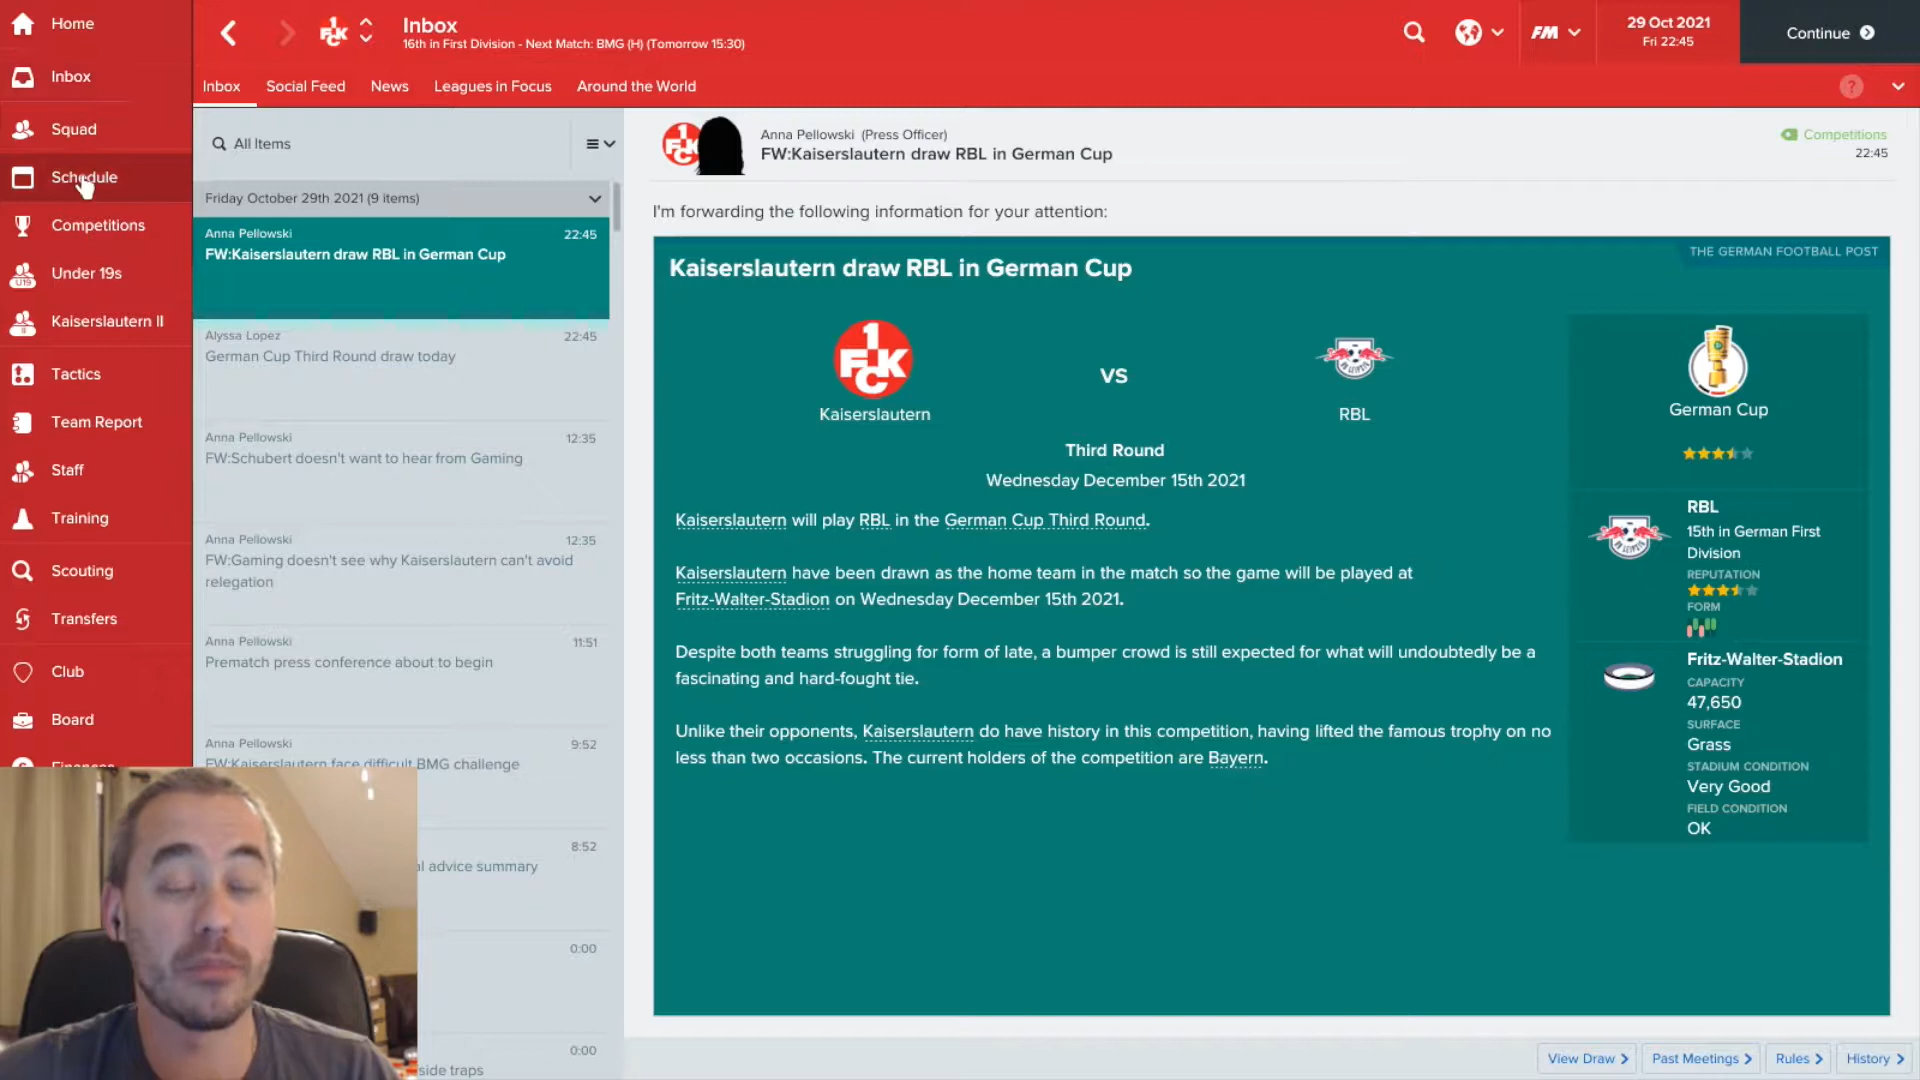 Home
Inbox
Squad
Schedule
Competitions
Under 19s
Kaiserslautern II
Tactics
Team Report
Staff
Training
Scouting
Transfers
Club
Board
Inbox
16th in First Division - Next Match: BMG (H) (Tomorrow 15:30)
FM
29 Oct 2021
Fri 22:45
Continue
Inbox Social Feed News Leagues in Focus Around the World
?
All Items
Friday October 29th 2021 (9 items)
Anna Pellowski 22:45
FW:Kaiserslautern draw RBL in German Cup
Alyssa Lopez 22:45
German Cup Third Round draw today
Anna Pellowski 12:35
FW:Schubert doesn't want to hear from Gaming
Anna Pellowski 12:35
FW:Gaming doesn't see why Kaiserslautern can't avoid
relegation
Anna Pellowski 11:51
Prematch press conference about to begin
Anna Pellowski 9:52
FW:Kaiserslautern face difficult BMG challenge
8:52
l advice summary
0:00
0:00
side traps
Anna Pellowski (Press Officer)
FW:Kaiserslautern draw RBL in German Cup
Competitions
22:45
I'm forwarding the following information for your attention:
THE GERMAN FOOTBALL POST
Kaiserslautern draw RBL in German Cup
1 FCK
Kaiserslautern
VS
RBL
Third Round
Wednesday December 15th 2021
Kaiserslautern will play RBL in the German Cup Third Round.
Kaiserslautern have been drawn as the home team in the match so the game will be played at
Fritz-Walter-Stadion on Wednesday December 15th 2021.
Despite both teams struggling for form of late, a bumper crowd is still expected for what will undoubtedly be a
fascinating and hard-fought tie.
Unlike their opponents, Kaiserslautern do have history in this competition, having lifted the famous trophy on no
less than two occasions. The current holders of the competition are Bayern.
German Cup
RBL
15th in German First
Division
REPUTATION
FORM
Fritz-Walter-Stadion
CAPACITY
47,650
SURFACE
Grass
STADIUM CONDITION
Very Good
FIELD CONDITION
OK
View Draw
Past Meetings
Rules
History